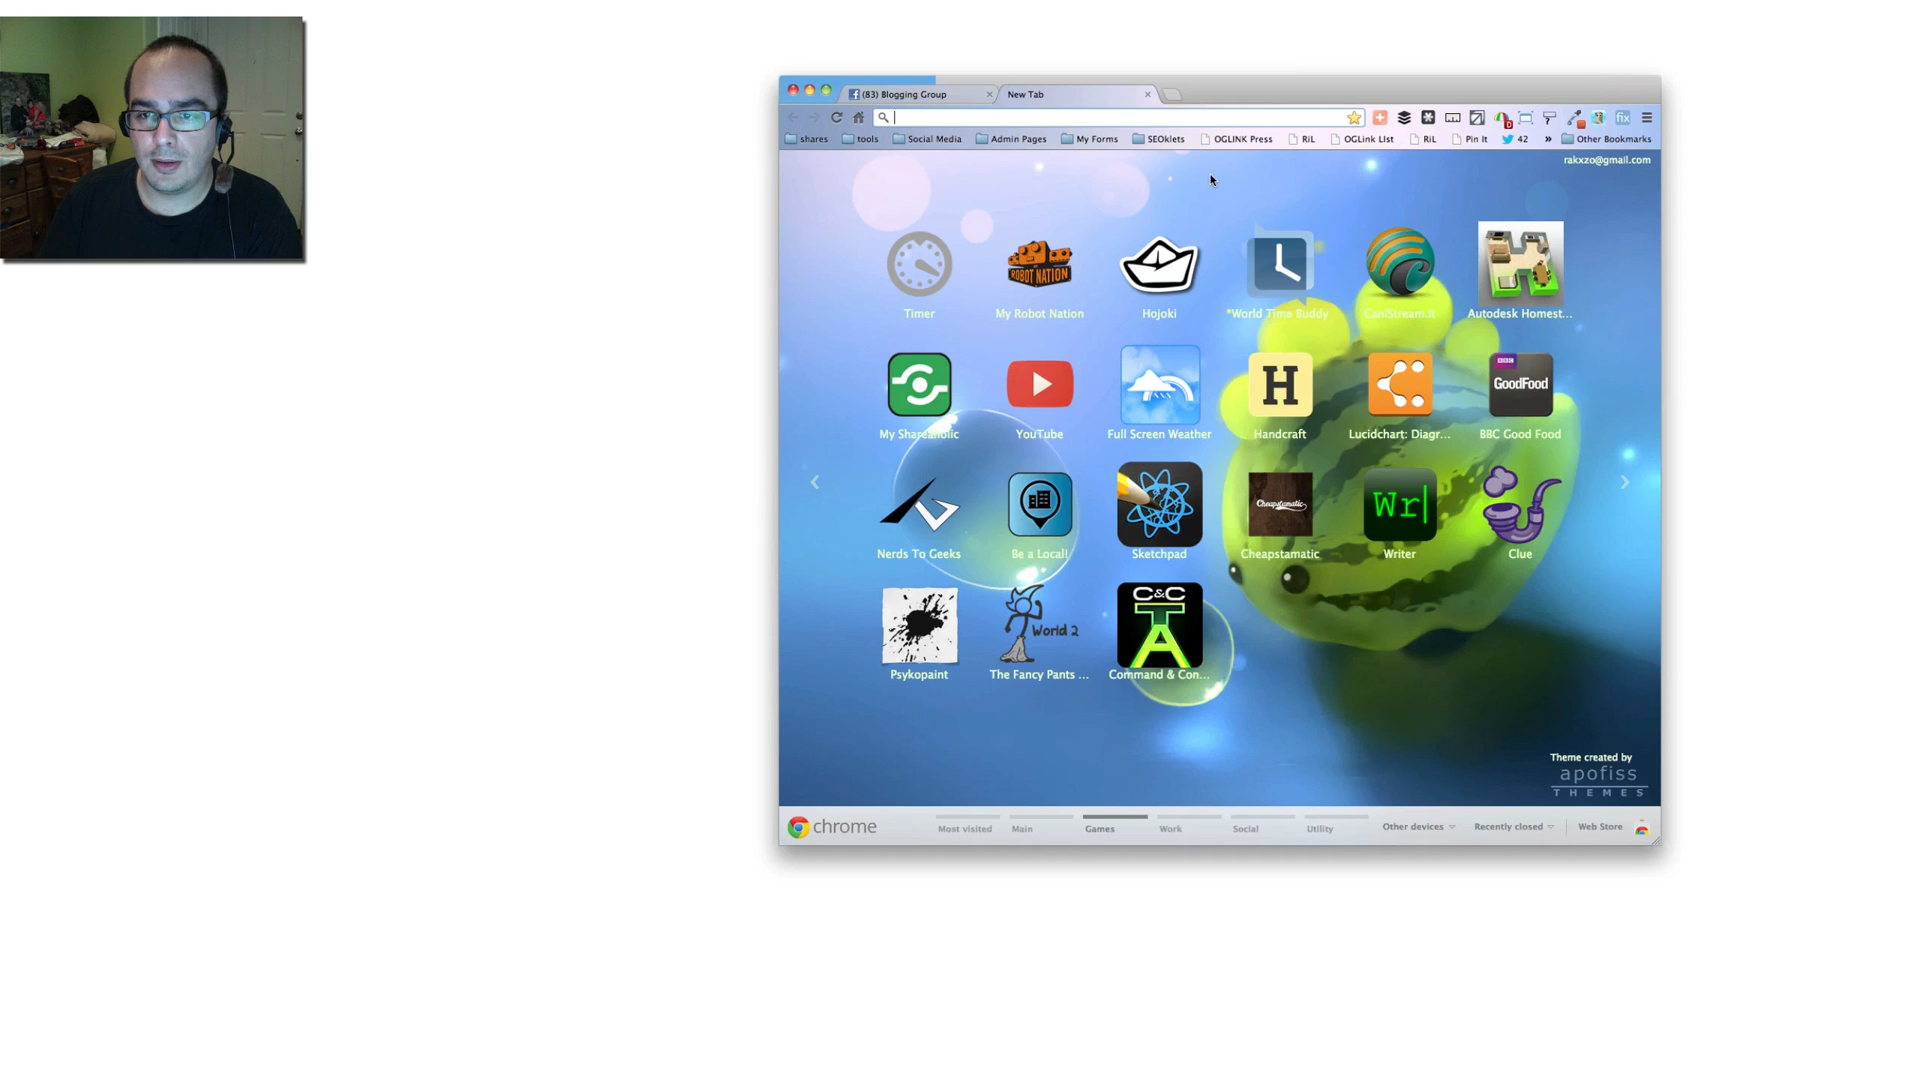 (83) Blogging Group
New Tab
fix
shares
tools
Social Media
Admin Pages
My Forms
SEOklets
OGLINK Press
RiL
OGLink LIst
RiL
Pin It
42
»
Other Bookmarks
rakxzo@gmail.com
ROBOT NATION
Timer
My Robot Nation
Hojoki
*World Time Buddy
CanIStream.It
Autodesk Homest...
H
BBC
GoodFood
My Shareaholic
YouTube
Full Screen Weather
Handcraft
Lucidchart: Diagr...
BBC Good Food
Cheapstamatic
Wr|
Nerds To Geeks
Be a Local!
Sketchpad
Cheapstamatic
Writer
Clue
World 2
C&C
TA
Psykopaint
The Fancy Pants ...
Command & Con...
Theme created by
apofiss
THEMES
chrome
Most visited
Main
Games
Work
Social
Utility
Other devices
Recently closed
Web Store